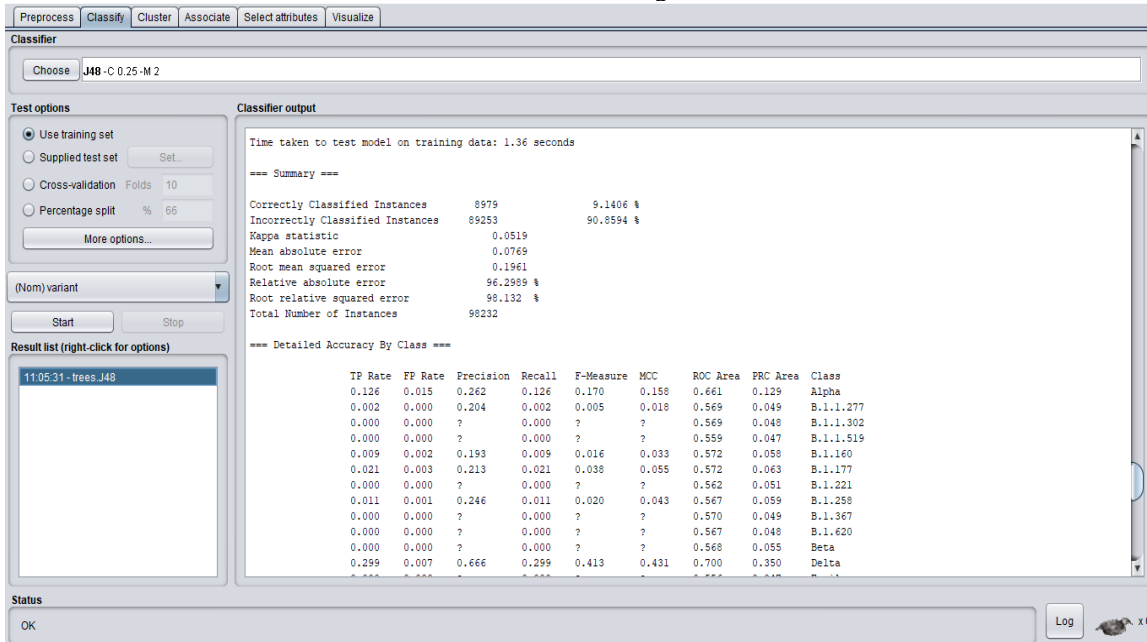 Preprocess Classify Cluster Associate Select attributes Visualize
Classifier
Choose J48 -C 0.25 -M 2
Test options
Use training set
Supplied test set Set...
Cross-validation Folds 10
Percentage split % 66
More options...
(Nom) variant
Start Stop
Result list (right-click for options)
11:05:31 - trees.J48
Classifier output
Time taken to test model on training data: 1.36 seconds
=== Summary ===
Correctly Classified Instances 8979 9.1406 %
Incorrectly Classified Instances 89253 90.8594 %
Kappa statistic 0.0519
Mean absolute error 0.0769
Root mean squared error 0.1961
Relative absolute error 96.2989 %
Root relative squared error 98.132 %
Total Number of Instances 98232
=== Detailed Accuracy By Class ===
TP Rate FP Rate Precision Recall F-Measure MCC ROC Area PRC Area Class
0.126 0.015 0.262 0.126 0.170 0.158 0.661 0.129 Alpha
0.002 0.000 0.204 0.002 0.005 0.018 0.569 0.049 B.1.1.277
0.000 0.000 ? 0.000 ? ? 0.569 0.048 B.1.1.302
0.000 0.000 ? 0.000 ? ? 0.559 0.047 B.1.1.519
0.009 0.002 0.193 0.009 0.016 0.033 0.572 0.058 B.1.160
0.021 0.003 0.213 0.021 0.038 0.055 0.572 0.063 B.1.177
0.000 0.000 ? 0.000 ? ? 0.562 0.051 B.1.221
0.011 0.001 0.246 0.011 0.020 0.043 0.567 0.059 B.1.258
0.000 0.000 ? 0.000 ? ? 0.570 0.049 B.1.367
0.000 0.000 ? 0.000 ? ? 0.567 0.048 B.1.620
0.000 0.000 ? 0.000 ? ? 0.568 0.055 Beta
0.299 0.007 0.666 0.299 0.413 0.431 0.700 0.350 Delta
Status
OK
Log